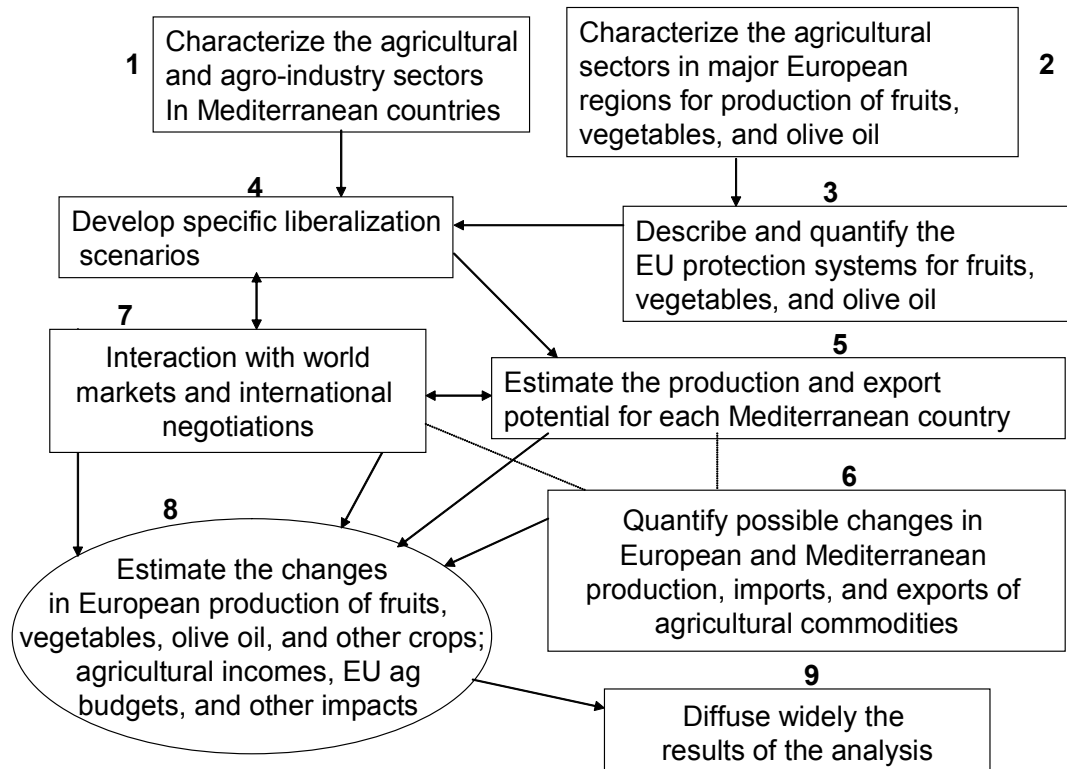 1
Characterize the agricultural
and agro-industry sectors
In Mediterranean countries
Characterize the agricultural
sectors in major European
regions for production of fruits,
vegetables, and olive oil
2
4
Develop specific liberalization
scenarios
3
Describe and quantify the
EU protection systems for fruits,
vegetables, and olive oil
7
Interaction with world
markets and international
negotiations
5
Estimate the production and export
potential for each Mediterranean country
6
Quantify possible changes in
European and Mediterranean
production, imports, and exports of
agricultural commodities
8
Estimate the changes
in European production of fruits,
vegetables, olive oil, and other crops;
agricultural incomes, EU ag
budgets, and other impacts
9
Diffuse widely the
results of the analysis